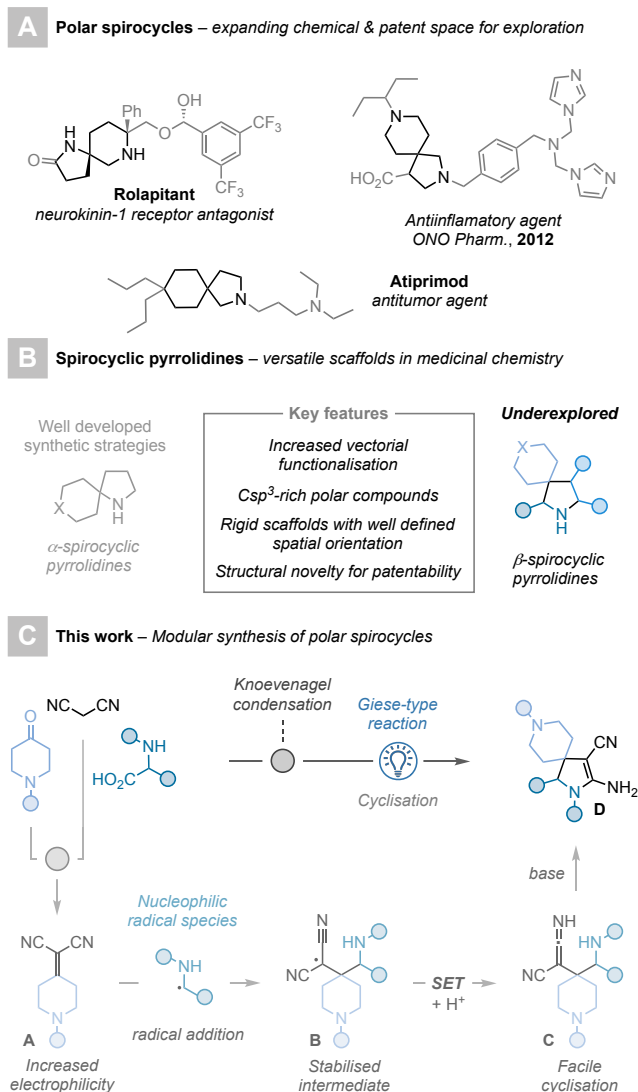 A Polar spirocycles – expanding chemical & patent space for exploration
Ph
OH
H
N
O
O
N
H
CF3
CF3
Rolapitant
neurokinin-1 receptor antagonist
N
HO2C
N
N
N
N
N
N
Antiinflamatory agent
ONO Pharm., 2012
N
N
Atiprimod
antitumor agent
B Spirocyclic pyrrolidines – versatile scaffolds in medicinal chemistry
Well developed
synthetic strategies
X
N
H
α-spirocyclic
pyrrolidines
Key features
Increased vectorial
functionalisation
Csp3-rich polar compounds
Rigid scaffolds with well defined
spatial orientation
Structural novelty for patentability
Underexplored
X
N
H
β-spirocyclic
pyrrolidines
C This work – Modular synthesis of polar spirocycles
NC CN
O
N
NH
HO2C
Knoevenagel
condensation
Giese-type
reaction
Cyclisation
N
CN
N
NH2
D
base
NC CN
N
A
Increased
electrophilicity
Nucleophilic
radical species
NH
radical addition
N
HN
NC
N
B
Stabilised
intermediate
SET
+ H+
NH
HN
NC
N
C
Facile
cyclisation